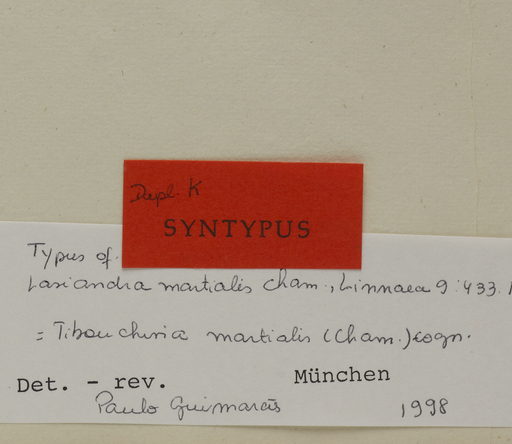 Dupl. K
SYNTYPUS
Typus of
Lasiandra martialis Cham., Linnaea 9:433.
= Tibouchina martialis (Cham.) Cogn.
Det. - rev. München
Paulo Guimarães 1998